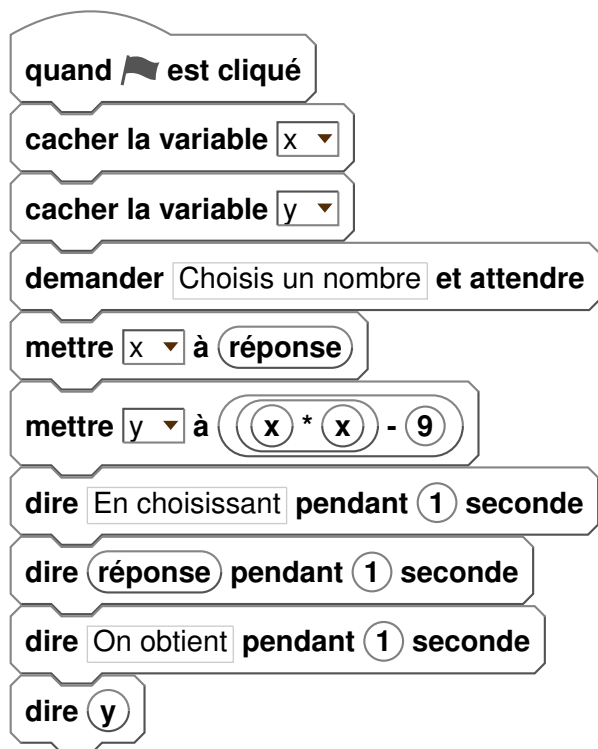 quand est cliqué
cacher la variable x
cacher la variable y
demander Choisis un nombre et attendre
mettre x à réponse
mettre y à x * x - 9
dire En choisissant pendant 1 seconde
dire réponse pendant 1 seconde
dire On obtient pendant 1 seconde
dire y